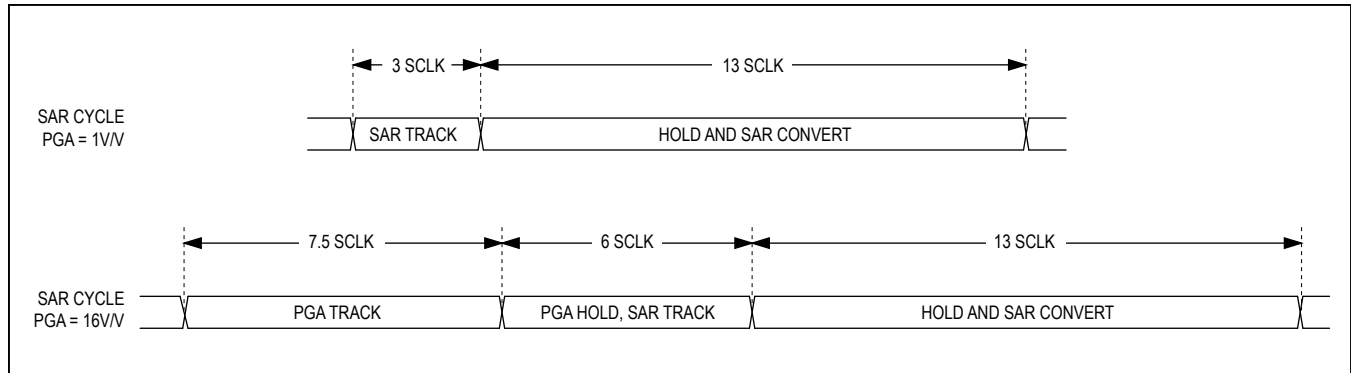 3 SCLK
13 SCLK
SAR CYCLE
PGA = 1V/V
SAR TRACK
HOLD AND SAR CONVERT
7.5 SCLK
6 SCLK
13 SCLK
SAR CYCLE
PGA = 16V/V
PGA TRACK
PGA HOLD, SAR TRACK
HOLD AND SAR CONVERT